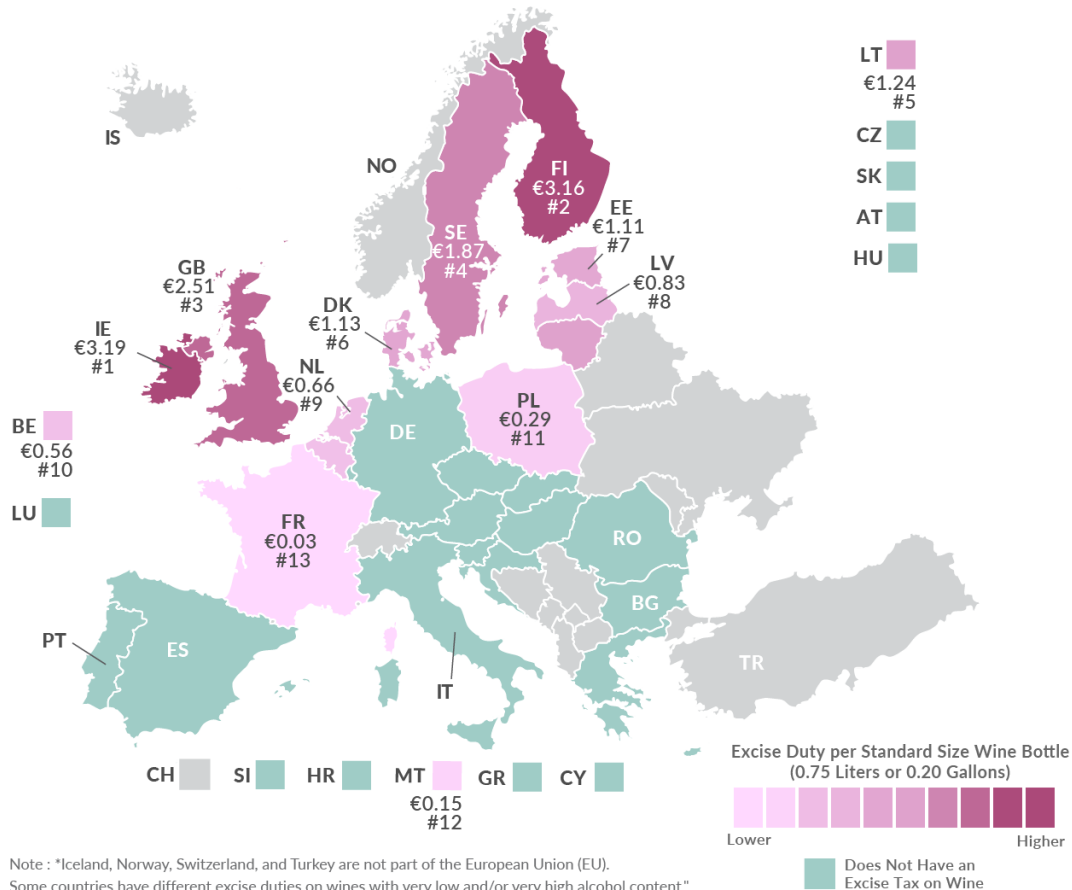 LT
€1.24
#5
CZ
SK
AT
HU
IS
NO
FI
€3.16
#2
EE
€1.11
#7
SE
€1.87
#4
LV
€0.83
#8
GB
€2.51
#3
DK
€1.13
#6
IE
€3.19
#1
NL
€0.66
#9
PL
€0.29
#11
BE
€0.56
#10
DE
LU
FR
€0.03
#13
RO
BG
PT
ES
TR
IT
CH
SI
HR
MT
€0.15
#12
GR
CY
Excise Duty per Standard Size Wine Bottle
(0.75 Liters or 0.20 Gallons)
Lower
Higher
Does Not Have an
Excise Tax on Wine
Note : *Iceland, Norway, Switzerland, and Turkey are not part of the European Union (EU).
Some countries have different excise duties on wines with very low and/or very high alcohol content"